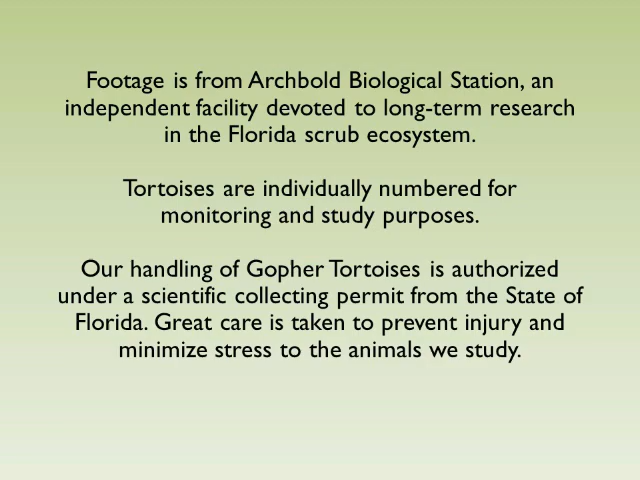 Footage is from Archbold Biological Station, an
independent facility devoted to long-term research
in the Florida scrub ecosystem.
Tortoises are individually numbered for
monitoring and study purposes.
Our handling of Gopher Tortoises is authorized
under a scientific collecting permit from the State of
Florida. Great care is taken to prevent injury and
minimize stress to the animals we study.